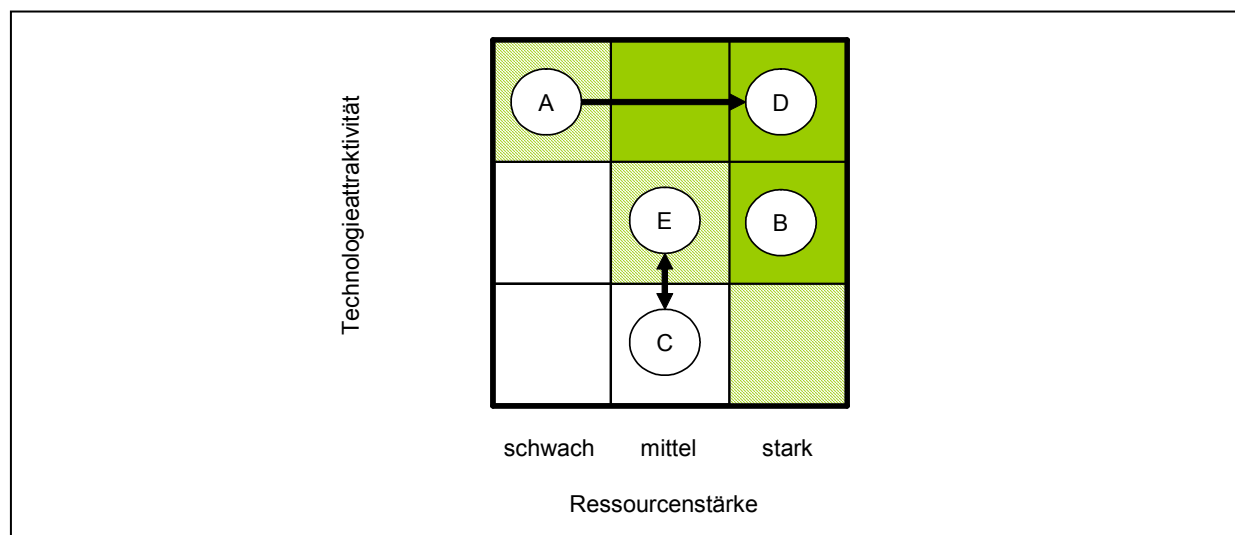 Technologieattraktivität
A
D
E
B
C
schwach mittel stark
Ressourcenstärke